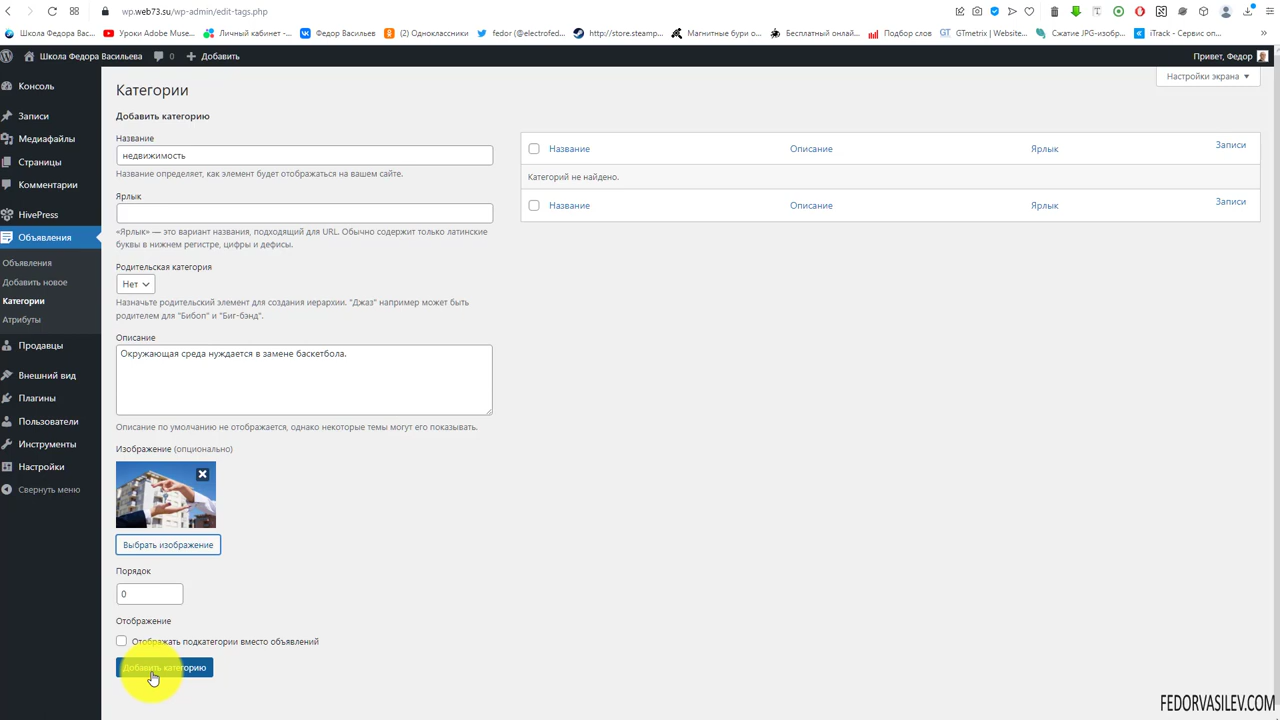 wp.web73.su/wp-admin/edit-tags.php
Школа Федора Вас...
Уроки Adobe Muse...
Личный кабинет -...
Федор Васильев
(2) Одноклассники
fedor (@electrofed...
http://store.steamp...
Магнитные бури о...
Бесплатный онлай...
Подбор слов
GTmetrix | Website...
Сжатие JPG-изобр...
iTrack - Сервис оп...
Школа Федора Васильева
0
Добавить
Привет, Федор
Настройки экрана
Консоль
Записи
Медиафайлы
Страницы
Комментарии
HivePress
Объявления
Объявления
Добавить новое
Категории
Атрибуты
Продавцы
Внешний вид
Плагины
Пользователи
Инструменты
Настройки
Свернуть меню
Категории
Добавить категорию
Название
недвижимость
Название определяет, как элемент будет отображаться на вашем сайте.
Ярлык
«Ярлык» — это вариант названия, подходящий для URL. Обычно содержит только латинские
буквы в нижнем регистре, цифры и дефисы.
Родительская категория
Нет
Назначьте родительский элемент для создания иерархии. "Джаз" например может быть
родителем для "Бибоп" и "Биг-бэнд".
Описание
Окружающая среда нуждается в замене баскетбола.
Описание по умолчанию не отображается, однако некоторые темы могут его показывать.
Изображение (опционально)
Выбрать изображение
Порядок
0
Отображение
Отображать подкатегории вместо объявлений
Добавить категорию
Название Описание Ярлык Записи
Категорий не найдено.
Название Описание Ярлык Записи
FEDORVASILEV.COM